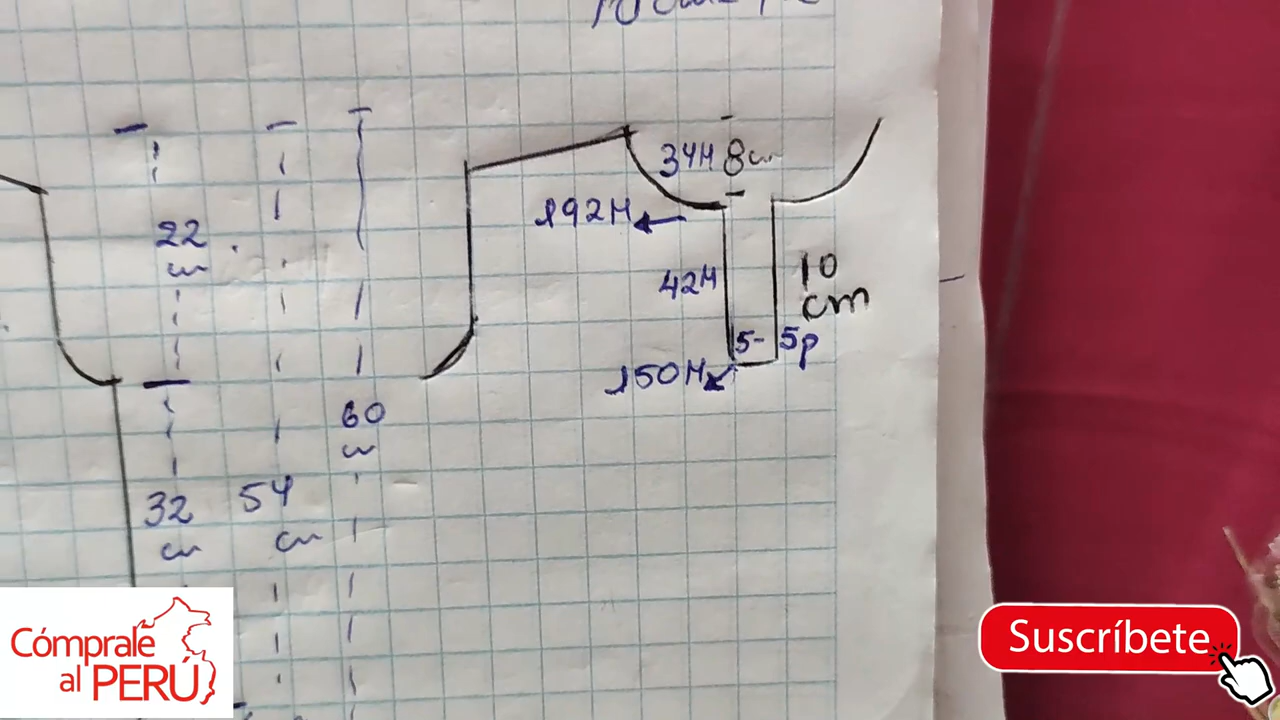 34H 8cm
192H
22
cm
42H
10
cm
5- 5p
150H
60
cm
54
cm
32
cm
Cómprale
al PERÚ
Suscríbete